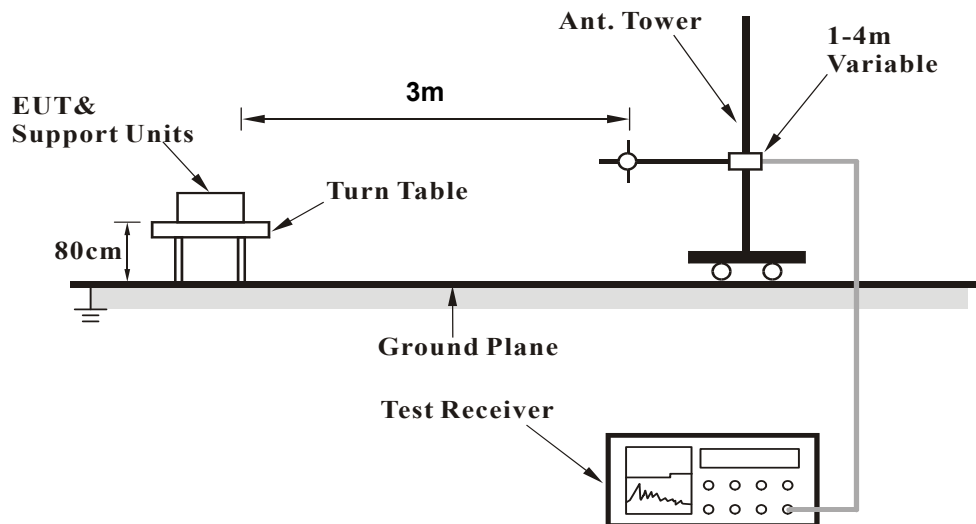 Ant. Tower
1-4m
Variable
3m
EUT&
Support Units
Turn Table
80cm
Ground Plane
Test Receiver